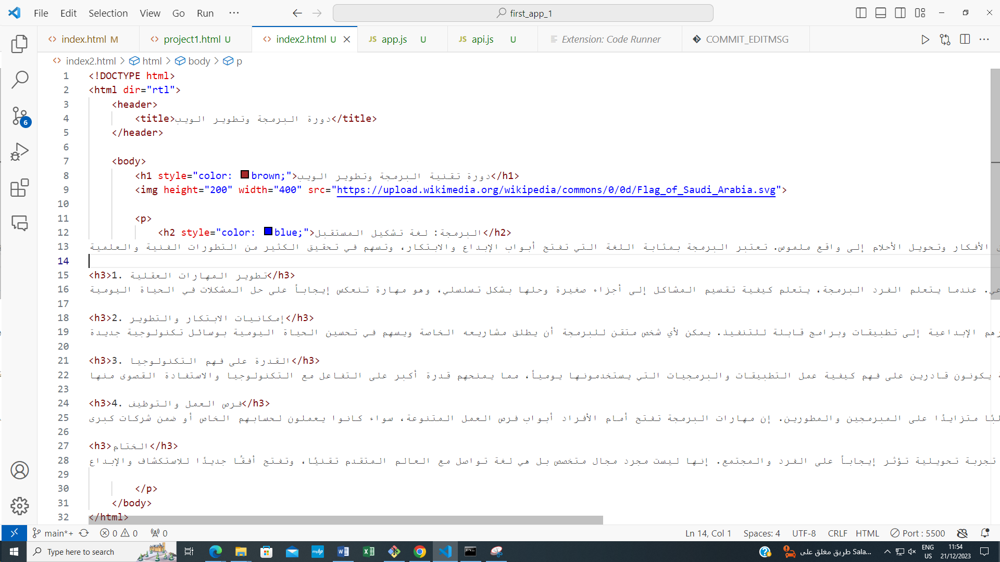 File Edit Selection View Go Run ···
first_app_1
index.html M
project1.html U
index2.html U
JS app.js U
JS api.js U
Extension: Code Runner
COMMIT_EDITMSG
index2.html > html > body > p
1 <!DOCTYPE html>
2 <html dir="rtl">
3 <header>
4 <title>دورة البرمجة وتطوير الويب</title>
5 </header>
6
7 <body>
8 <h1 style="color: brown;">دورة تقنية البرمجة وتطوير الويب</h1>
9 <img height="200" width="400" src="https://upload.wikimedia.org/wikipedia/commons/0/0d/Flag_of_Saudi_Arabia.svg">
10
11 <p>
12 <h2 style="color: blue;">البرمجة: لغة تشكيل المستقبل</h2>
13 الأفكار وتحويل الأحلام إلى واقع ملموس. تعتبر البرمجة بمثابة اللغة التي تفتح أبواب الإبداع والابتكار، وتسهم في تحقيق الكثير من التطورات الفنية والعلمية
14
15 <h3>1. تطوير المهارات العقلية</h3>
16 عندما يتعلم الفرد البرمجة، يتعلم كيفية تقسيم المشاكل إلى أجزاء صغيرة وحلها بشكل تسلسلي، وهو مهارة تنعكس إيجاباً على حل المشكلات في الحياة اليومية
17
18 <h3>2. إمكانيات الابتكار والتطوير</h3>
19 الإبداعية إلى تطبيقات وبرامج قابلة للتنفيذ. يمكن لأي شخص متقن للبرمجة أن يطلق مشاريعه الخاصة ويسهم في تحسين الحياة اليومية بوسائل تكنولوجية جديدة
20
21 <h3>3. القدرة على فهم التكنولوجيا</h3>
22 يكونون قادرين على فهم كيفية عمل التطبيقات والبرمجيات التي يستخدمونها يومياً، مما يمنحهم قدرة أكبر على التفاعل مع التكنولوجيا والاستفادة القصوى منها
23
24 <h3>4. فرص العمل والتوظيف</h3>
25 متزايدًا على المبرمجين والمطورين. إن مهارات البرمجة تفتح أمام الأفراد أبواب فرص العمل المتنوعة، سواء كانوا يعملون لحسابهم الخاص أو ضمن شركات كبرى
26
27 <h3>الختام</h3>
28 تجربة تحويلية تؤثر إيجاباً على الفرد والمجتمع. إنها ليست مجرد مجال متخصص بل هي لغة تواصل مع العالم المتقدم تقنيًا، وتفتح أفقًا جديدًا للاستكشاف والإبداع
29
30 </p>
31 </body>
32 </html>
6
main*+ 0 0 0
Ln 14, Col 1 Spaces: 4 UTF-8 CRLF HTML Port : 5500
Type here to search
myhp
طريق مغلق على Sala...
ENG US
11:54
21/12/2023